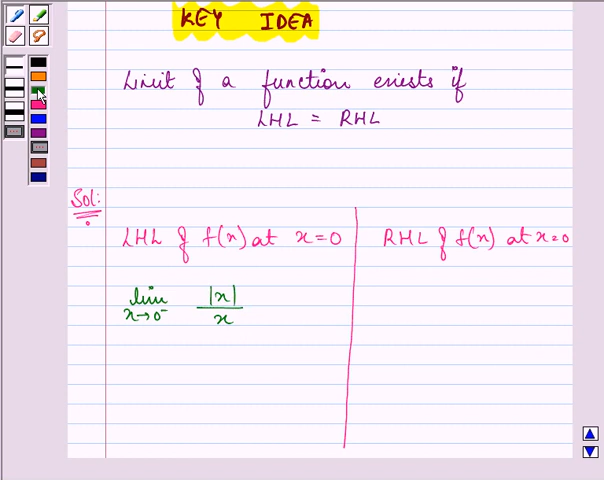 KEY IDEA
Limit of a function exists if
LHL = RHL
Sol:
LHL of f(x) at x=0
RHL of f(x) at x=0
lim |x|
x→0⁻ x